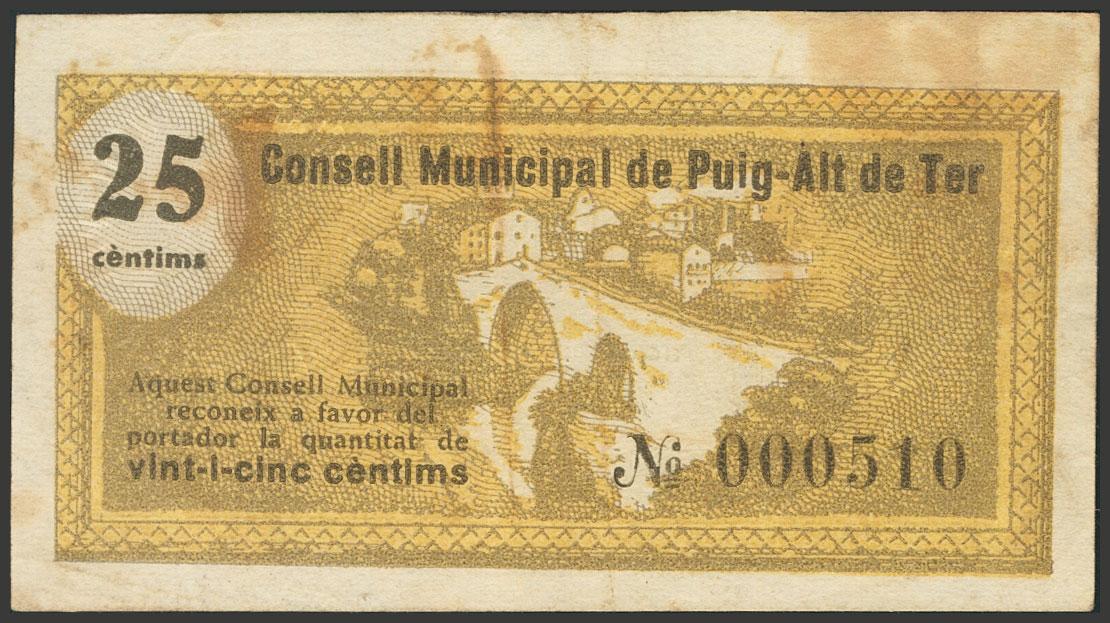 25
cèntims
Consell Municipal de Puig-Alt de Ter
Aquest Consell Municipal
reconeix a favor del
portador la quantitat de
vint-i-cinc cèntims
Nº 000510